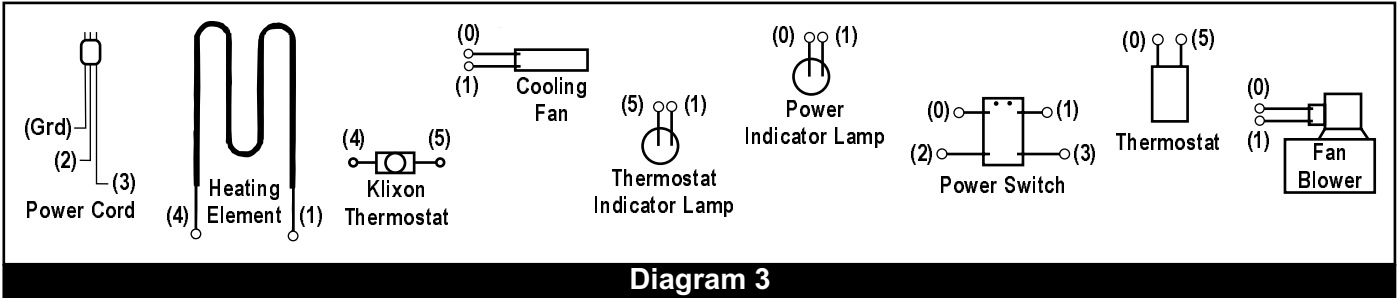 (Grd)
(2)
(3)
Power Cord
(4)
Heating
Element
(1)
(4)
(5)
Klixon
Thermostat
(0)
(1)
Cooling
Fan
(5)
(1)
Thermostat
Indicator Lamp
(0)
(1)
Power
Indicator Lamp
(0)
(1)
(2)
(3)
Power Switch
(0)
(5)
Thermostat
(0)
(1)
Fan
Blower
Diagram 3